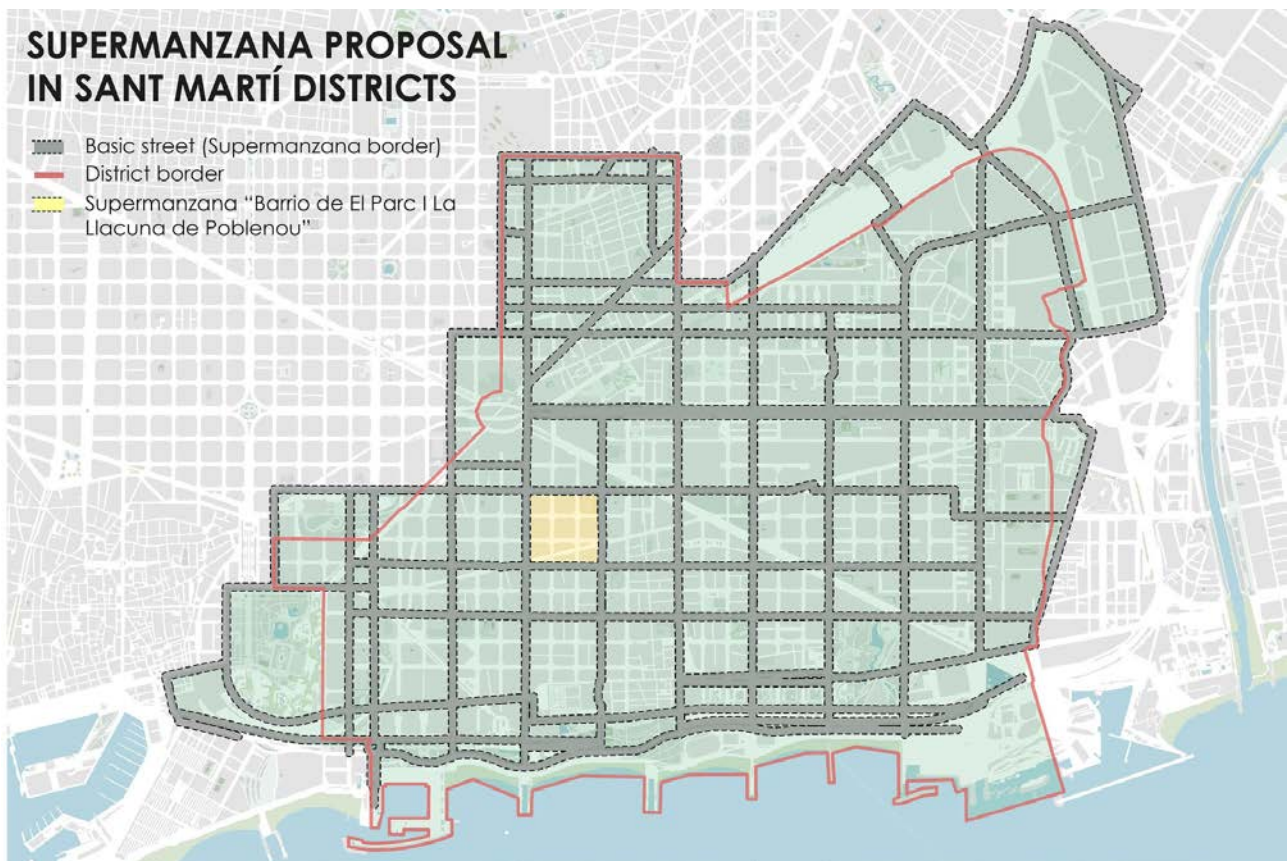 SUPERMANZANA PROPOSAL
IN SANT MARTÍ DISTRICTS
Basic street (Supermanzana border)
District border
Supermanzana “Barrio de El Parc I La
Llacuna de Poblenou”